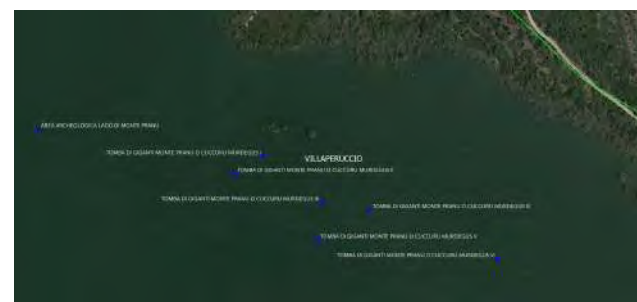 AREA ARCHEOLOGICA LAGO DI MONTE PRANU
TOMBA DI GIGANTI MONTE PRANU O CUCCURU MURDEGUS I
VILLAPERUCCIO
TOMBA DI GIGANTI MONTE PRANU O CUCCURU MURDEGUS II
TOMBA DI GIGANTI MONTE PRANU O CUCCURU MURDEGUS III
TOMBA DI GIGANTI MONTE PRANU O CUCCURU MURDEGUS
TOMBA DI GIGANTI MONTE PRANU O CUCCURU MURDEGUS V
TOMBA DI GIGANTI MONTE PRANU O CUCCURU MURDEGUS VI